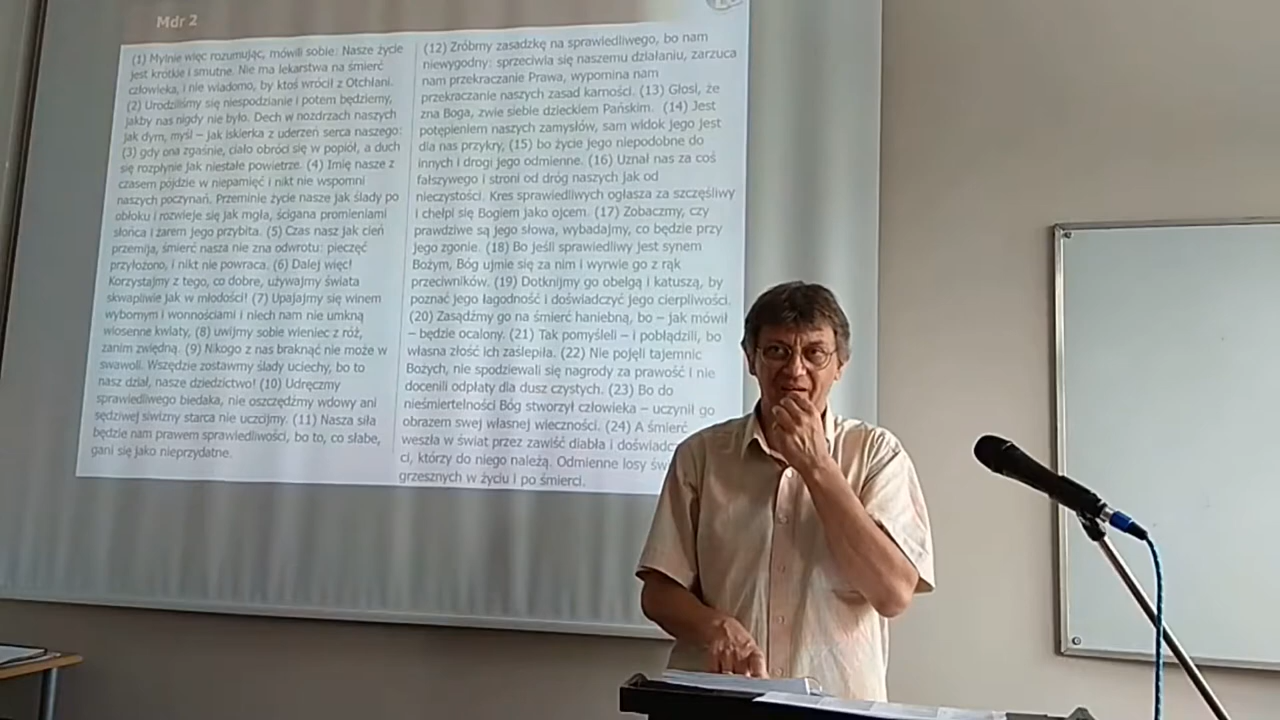 Mdr 2
(1) Mylnie więc rozumując, mówili sobie: Nasze życie
jest krótkie i smutne. Nie ma lekarstwa na śmierć
człowieka, i nie wiadomo, by ktoś wrócił z Otchłani.
(2) Urodziliśmy się niespodzianie i potem będziemy,
jakby nas nigdy nie było. Dech w nozdrzach naszych
jak dym, myśl – jak iskierka z uderzeń serca naszego:
(3) gdy ona zgaśnie, ciało obróci się w popiół, a duch
się rozpłynie jak niestałe powietrze. (4) Imię nasze z
czasem pójdzie w niepamięć i nikt nie wspomni
naszych poczynań. Przeminie życie nasze jak ślady po
obłoku i rozwieje się jak mgła, ścigana promieniami
słońca i żarem jego przybita. (5) Czas nasz jak cień
przemija, śmierć nasza nie zna odwrotu: pieczęć
przyłożono, i nikt nie powraca. (6) Dalej więc!
Korzystajmy z tego, co dobre, używajmy świata
skwapliwie jak w młodości! (7) Upajajmy się winem
wybornym i wonnościami i niech nam nie umkną
wiosenne kwiaty, (8) uwijmy sobie wieniec z róż,
zanim zwiędną. (9) Nikogo z nas braknąć nie może w
swawoli. Wszędzie zostawmy ślady uciechy, bo to
nasz dział, nasze dziedzictwo! (10) Udręczmy
sprawiedliwego biedaka, nie oszczędźmy wdowy ani
sędziwej siwizny starca nie uczcijmy. (11) Nasza siła
będzie nam prawem sprawiedliwości, bo to, co słabe,
gani się jako nieprzydatne.
(12) Zróbmy zasadzkę na sprawiedliwego, bo nam
niewygodny: sprzeciwia się naszemu działaniu, zarzuca
nam przekraczanie Prawa, wypomina nam
przekraczanie naszych zasad karności. (13) Głosi, że
zna Boga, zwie siebie dzieckiem Pańskim. (14) Jest
potępieniem naszych zamysłów, sam widok jego jest
dla nas przykry, (15) bo życie jego niepodobne do
innych i drogi jego odmienne. (16) Uznał nas za coś
fałszywego i stroni od dróg naszych jak od
nieczystości. Kres sprawiedliwych ogłasza za szczęśliwy
i chełpi się Bogiem jako ojcem. (17) Zobaczmy, czy
prawdziwe są jego słowa, wybadajmy, co będzie przy
jego zgonie. (18) Bo jeśli sprawiedliwy jest synem
Bożym, Bóg ujmie się za nim i wyrwie go z rąk
przeciwników. (19) Dotknijmy go obelgą i katuszą, by
poznać jego łagodność i doświadczyć jego cierpliwości.
(20) Zasądźmy go na śmierć haniebną, bo – jak mówił
– będzie ocalony. (21) Tak pomyśleli – i pobłądzili, bo
własna złość ich zaślepiła. (22) Nie pojęli tajemnic
Bożych, nie spodziewali się nagrody za prawość i nie
docenili odpłaty dla dusz czystych. (23) Bo do
nieśmiertelności Bóg stworzył człowieka – uczynił go
obrazem swej własnej wieczności. (24) A śmierć
weszła w świat przez zawiść diabła i doświadc
ci, którzy do niego należą. Odmienne losy św
grzesznych w życiu i po śmierci.